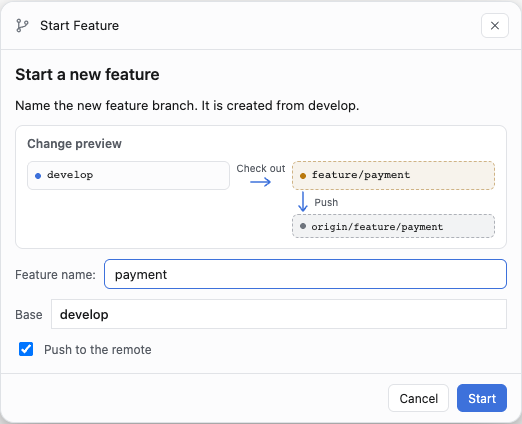 Start Feature
Start a new feature
Name the new feature branch. It is created from develop.
Change preview
develop
Check out
feature/payment
Push
origin/feature/payment
Feature name: payment
Base develop
Push to the remote
Cancel Start